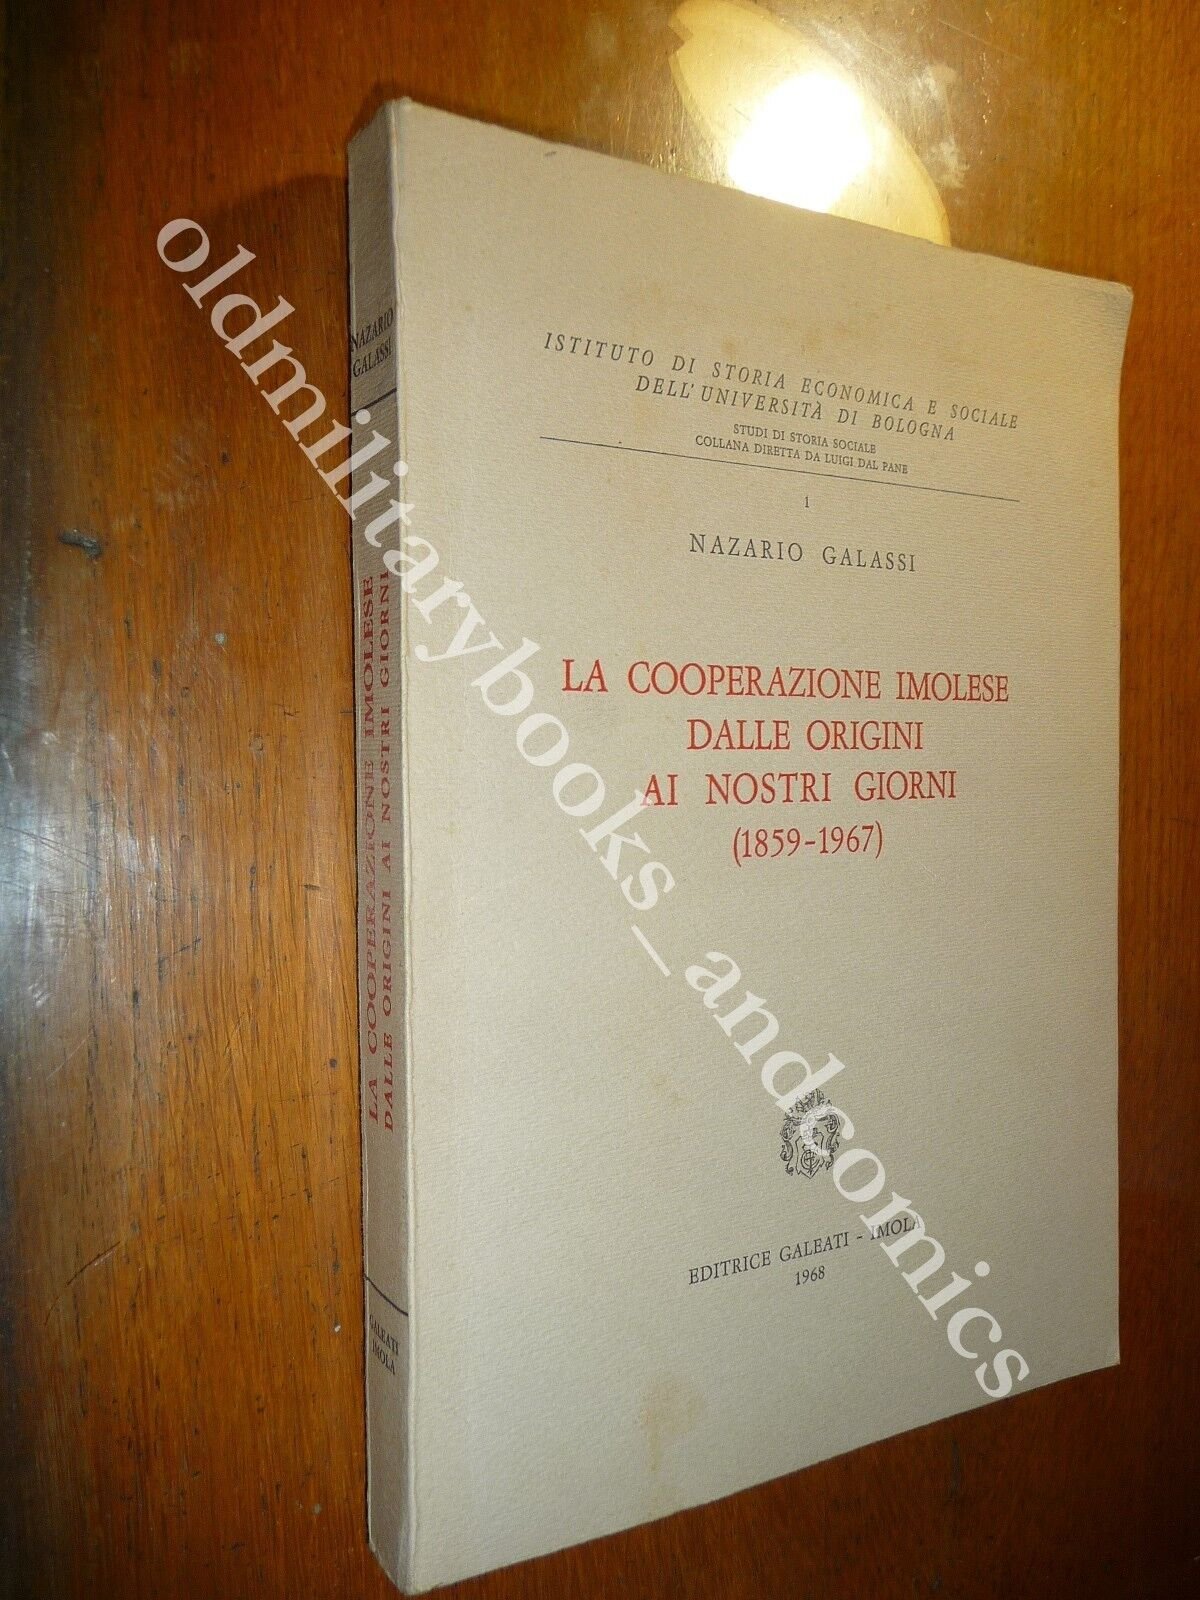 ISTITUTO DI STORIA ECONOMICA E SOCIALE
DELL'UNIVERSITÀ DI BOLOGNA
STUDI DI STORIA SOCIALE
COLLANA DIRETTA DA LUIGI DAL PANE
1
NAZARIO GALASSI
LA COOPERAZIONE IMOLESE
DALLE ORIGINI
AI NOSTRI GIORNI
(1859-1967)
EDITRICE GALEATI - IMOLA
1968
NAZARIO
GALASSI
LA COOPERAZIONE IMOLESE
DALLE ORIGINI AI NOSTRI GIORNI
GALEATI
IMOLA
oldmilitarybooks_andcomics